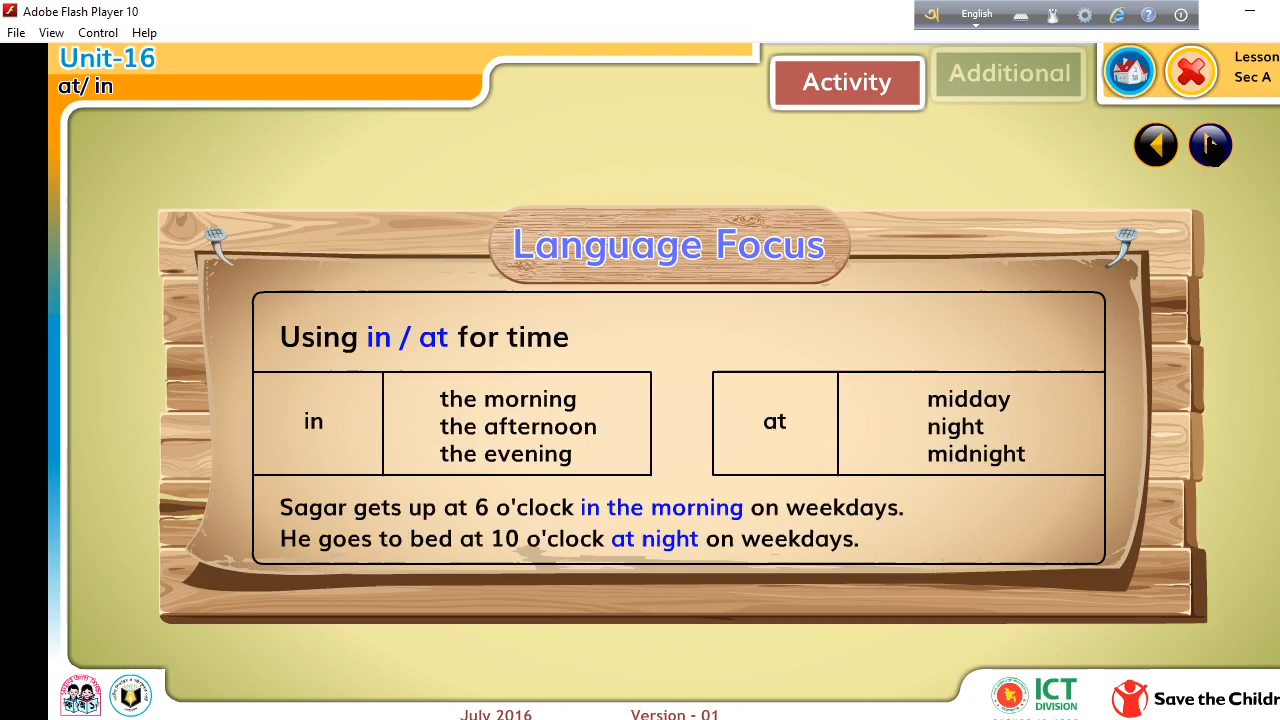 Adobe Flash Player 10
File View Control Help
English
Unit-16
at/ in
Activity
Additional
Lesson
Sec A
Language Focus
Using in / at for time
in
the morning
the afternoon
the evening
at
midday
night
midnight
Sagar gets up at 6 o'clock in the morning on weekdays.
He goes to bed at 10 o'clock at night on weekdays.
ICT
DIVISION
Save the Childr
July 2016
Version - 01